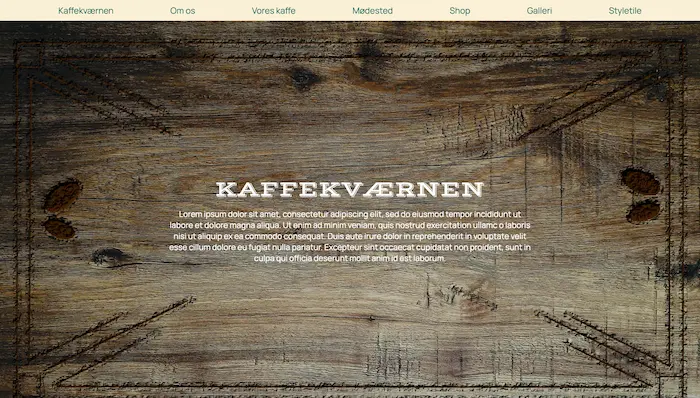 Kaffekværnen Om os Vores kaffe Mødested Shop Galleri Styletile
KAFFEKVÆRNEN
Lorem ipsum dolor sit amet, consectetur adipiscing elit, sed do eiusmod tempor incididunt ut
labore et dolore magna aliqua. Ut enim ad minim veniam, quis nostrud exercitation ullamc o laboris
nisi ut aliquip ex ea commodo consequat. Duis aute irure dolor in reprehenderit in voluptate velit
esse cillum dolore eu fugiat nulla pariatur. Excepteur sint occaecat cupidatat non proident, sunt in
culpa qui officia deserunt mollit anim id est laborum.